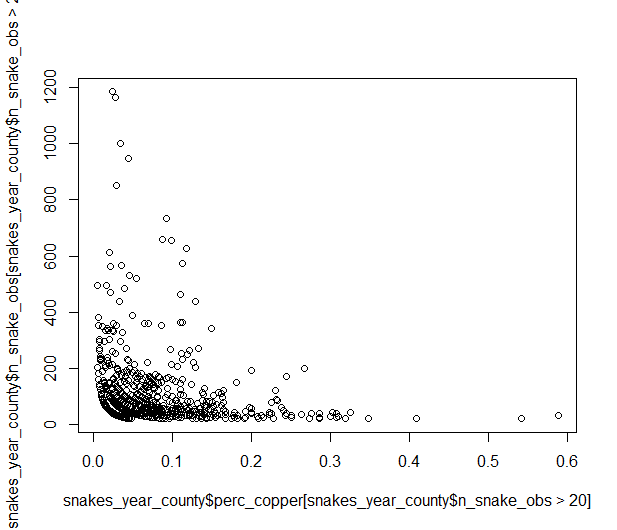 snakes_year_county$n_snake_obs[snakes_year_county$n_snake_obs > 2
1200
1000
800
600
400
200
0
0.0 0.1 0.2 0.3 0.4 0.5 0.6
snakes_year_county$perc_copper[snakes_year_county$n_snake_obs > 20]